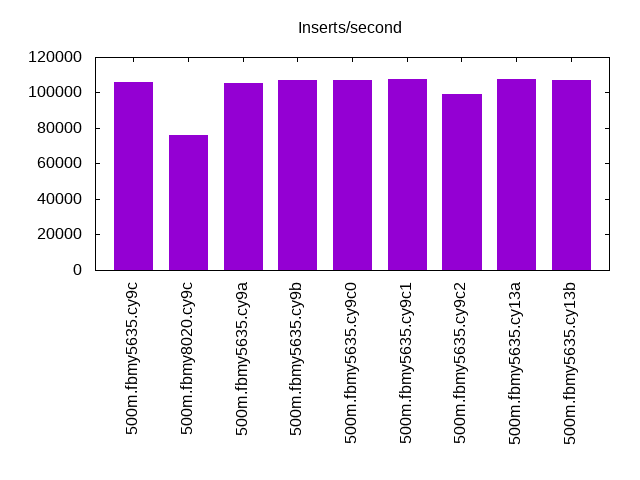 Inserts/second
120000
100000
80000
60000
40000
20000
0
500m.fbmy5635.cy9c
500m.fbmy8020.cy9c
500m.fbmy5635.cy9a
500m.fbmy5635.cy9b
500m.fbmy5635.cy9c0
500m.fbmy5635.cy9c1
500m.fbmy5635.cy9c2
500m.fbmy5635.cy13a
500m.fbmy5635.cy13b